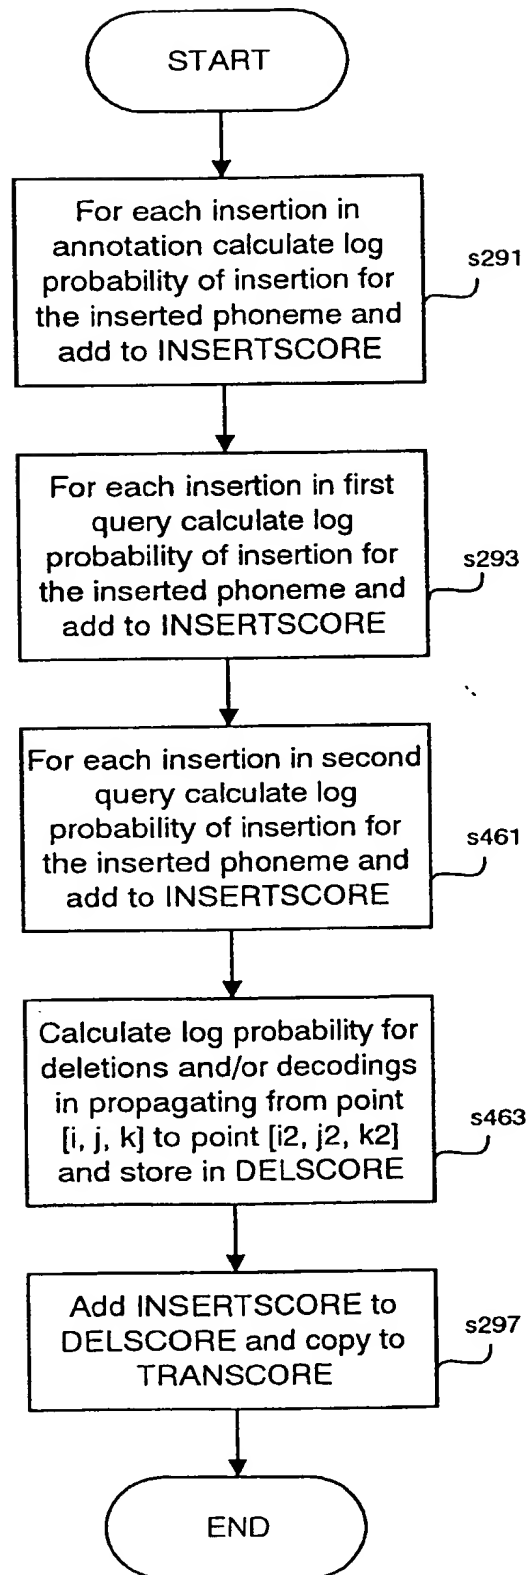 START
For each insertion in
annotation calculate log
probability of insertion for
the inserted phoneme and
add to INSERTSCORE
s291
For each insertion in first
query calculate log
probability of insertion for
the inserted phoneme and
add to INSERTSCORE
s293
For each insertion in second
query calculate log
probability of insertion for
the inserted phoneme and
add to INSERTSCORE
s461
Calculate log probability for
deletions and/or decodings
in propagating from point
[i, j, k] to point [i2, j2, k2]
and store in DELSCORE
s463
Add INSERTSCORE to
DELSCORE and copy to
TRANSCORE
s297
END